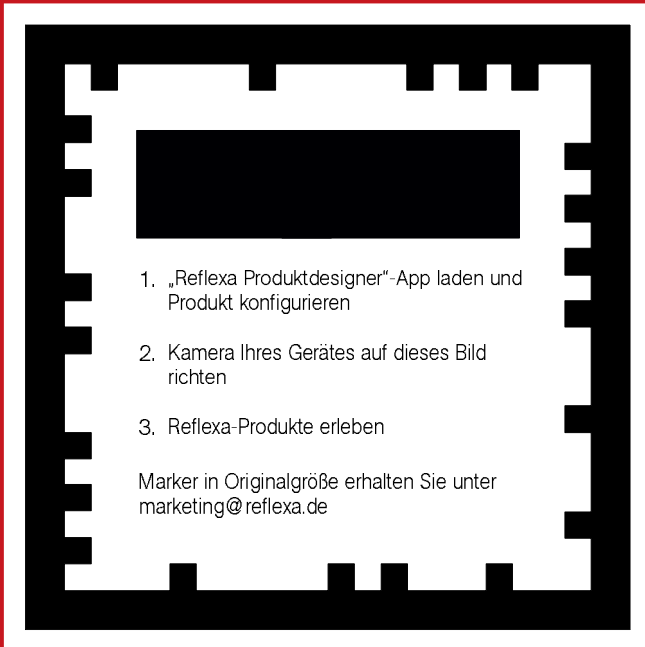 1. „Reflexa Produktdesigner“-App laden und
Produkt konfigurieren
2. Kamera Ihres Gerätes auf dieses Bild
richten
3. Reflexa-Produkte erleben
Marker in Originalgröße erhalten Sie unter
marketing@reflexa.de